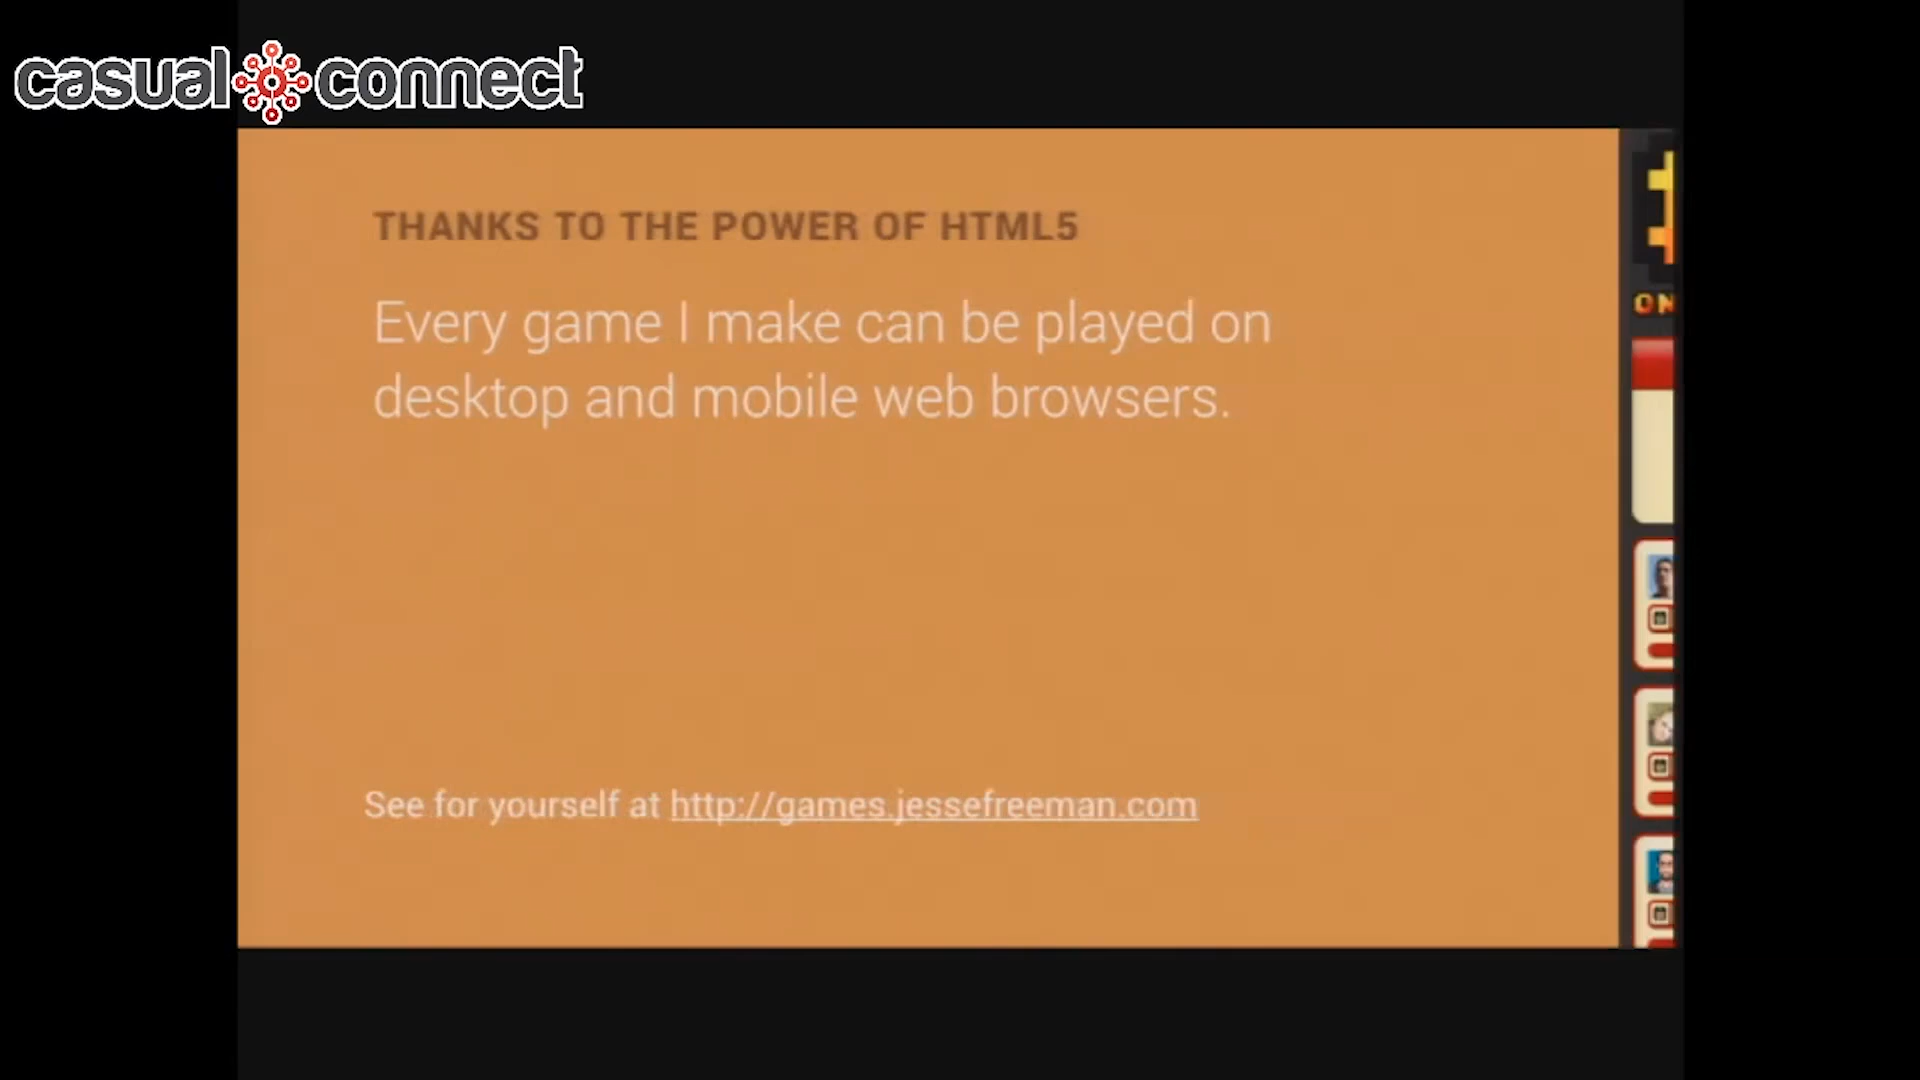 casual connect
THANKS TO THE POWER OF HTML5
Every game I make can be played on
desktop and mobile web browsers.
See for yourself at http://games.jessefreeman.com
ON